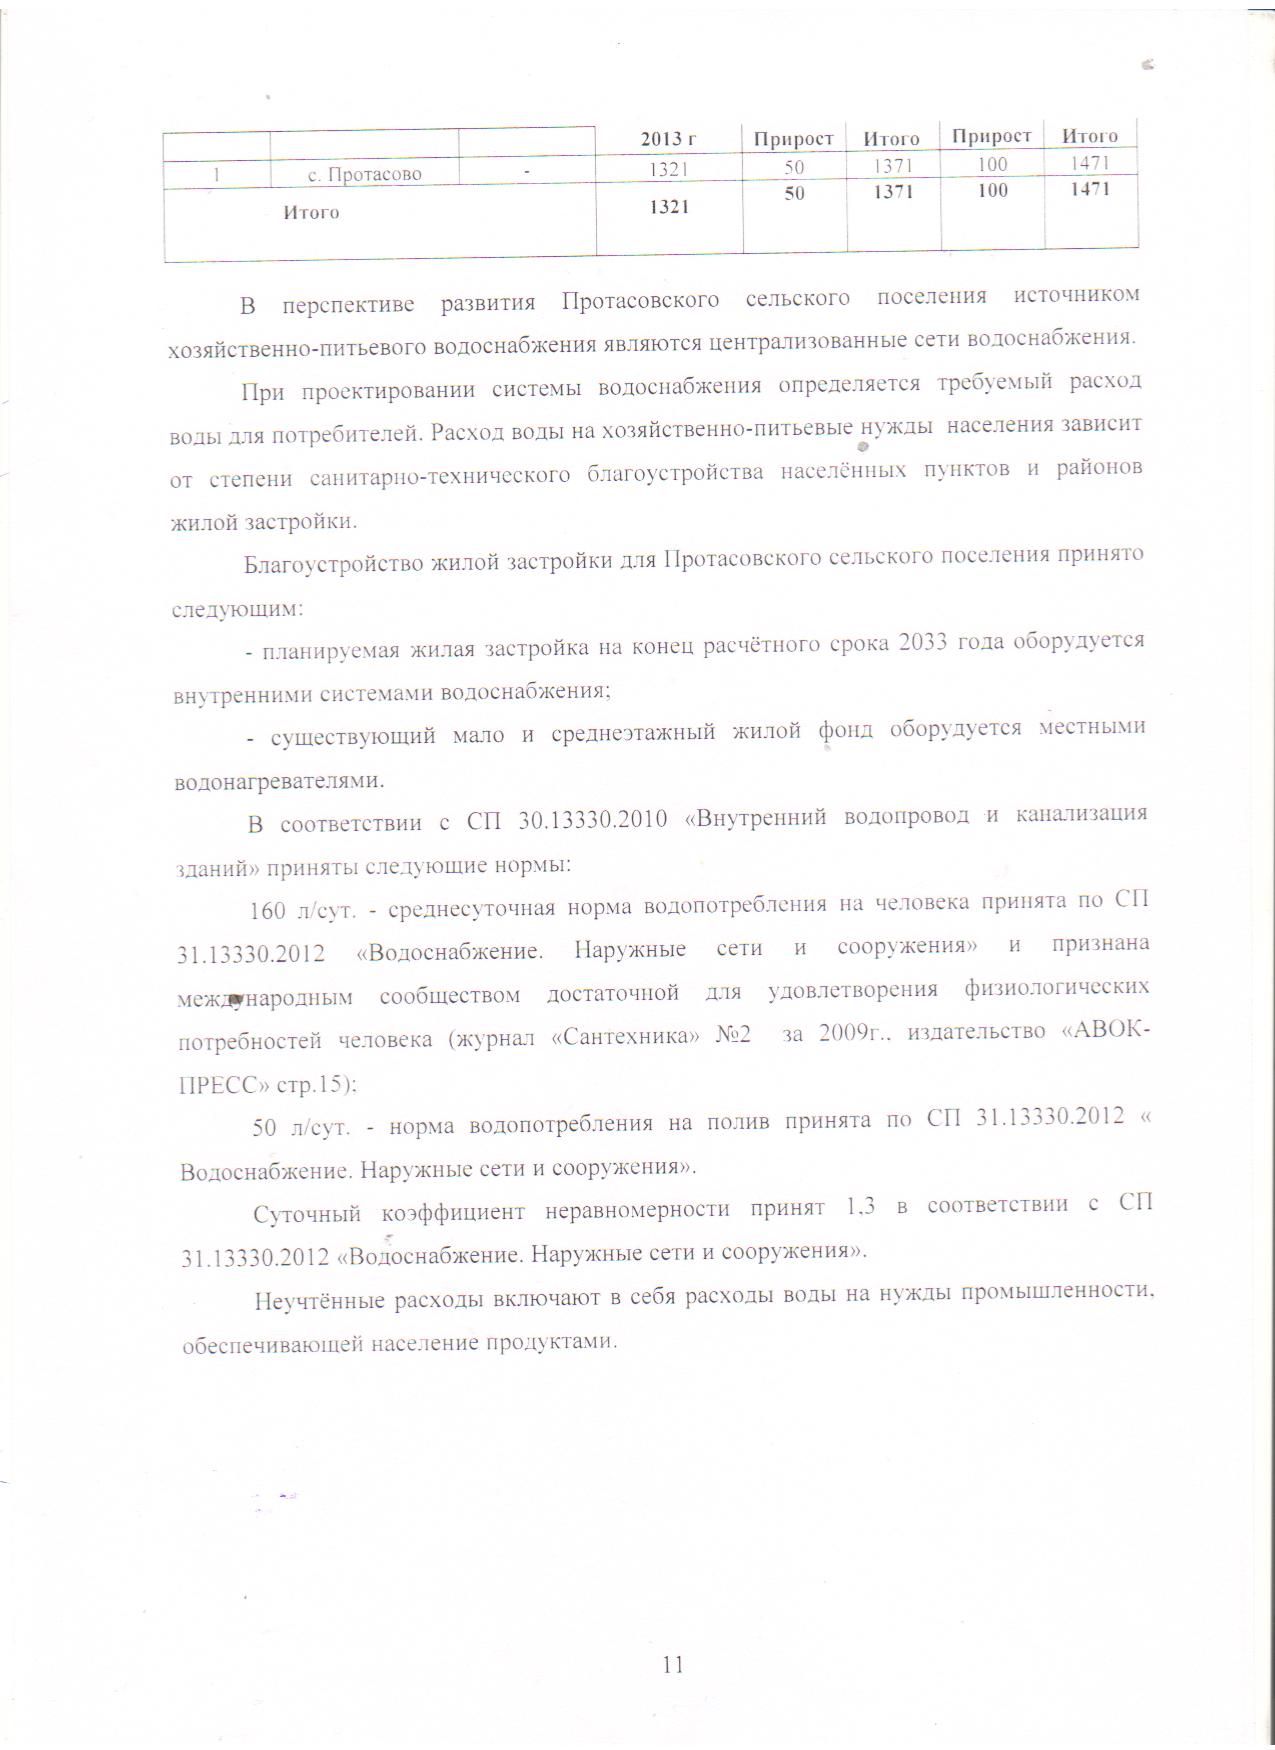 2013 г Прирост Итого Прирост Итого
1 с. Протасово - 1321 50 1371 100 1471
Итого 1321 50 1371 100 1471
В перспективе развития Протасовского сельского поселения источником
хозяйственно-питьевого водоснабжения являются централизованные сети водоснабжения.
При проектировании системы водоснабжения определяется требуемый расход
воды для потребителей. Расход воды на хозяйственно-питьевые нужды населения зависит
от степени санитарно-технического благоустройства населённых пунктов и районов
жилой застройки.
Благоустройство жилой застройки для Протасовского сельского поселения принято
следующим:
- планируемая жилая застройка на конец расчётного срока 2033 года оборудуется
внутренними системами водоснабжения;
- существующий мало и среднеэтажный жилой фонд оборудуется местными
водонагревателями.
В соответствии с СП 30.13330.2010 «Внутренний водопровод и канализация
зданий» приняты следующие нормы:
160 л/сут. - среднесуточная норма водопотребления на человека принята по СП
31.13330.2012 «Водоснабжение. Наружные сети и сооружения» и признана
международным сообществом достаточной для удовлетворения физиологических
потребностей человека (журнал «Сантехника» №2 за 2009г., издательство «АВОК-
ПРЕСС» стр.15);
50 л/сут. - норма водопотребления на полив принята по СП 31.13330.2012 «
Водоснабжение. Наружные сети и сооружения».
Суточный коэффициент неравномерности принят 1,3 в соответствии с СП
31.13330.2012 «Водоснабжение. Наружные сети и сооружения».
Неучтённые расходы включают в себя расходы воды на нужды промышленности,
обеспечивающей население продуктами.
11